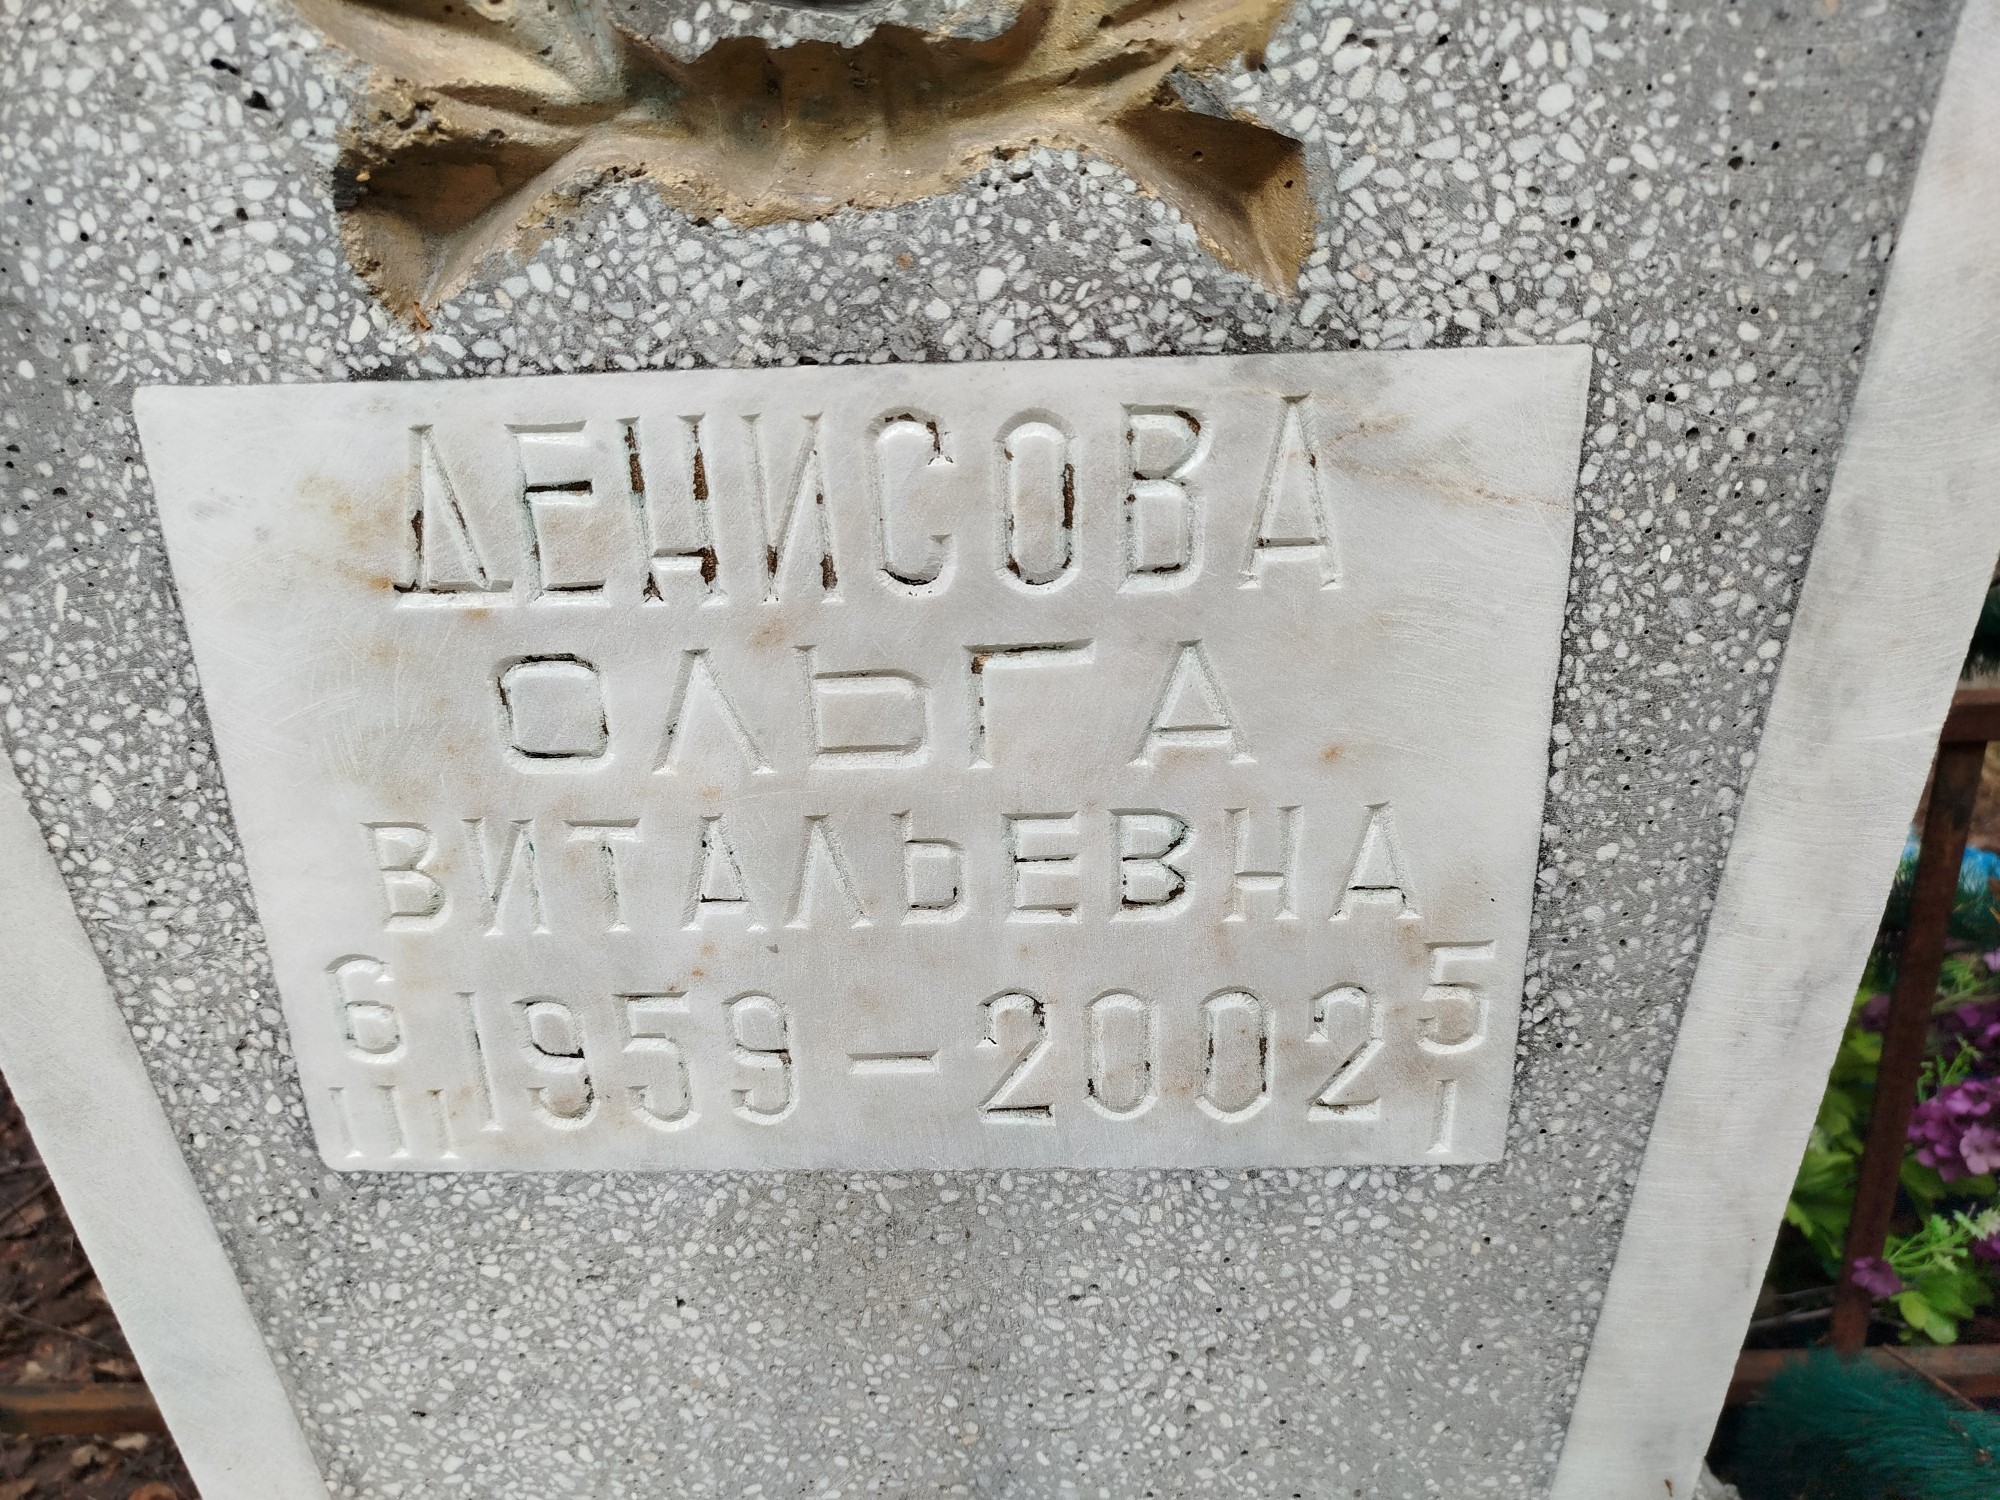 ДЕНИСОВА
ОЛЬГА
ВИТАЛЬЕВНА
6 1959 – 2002 5
III I